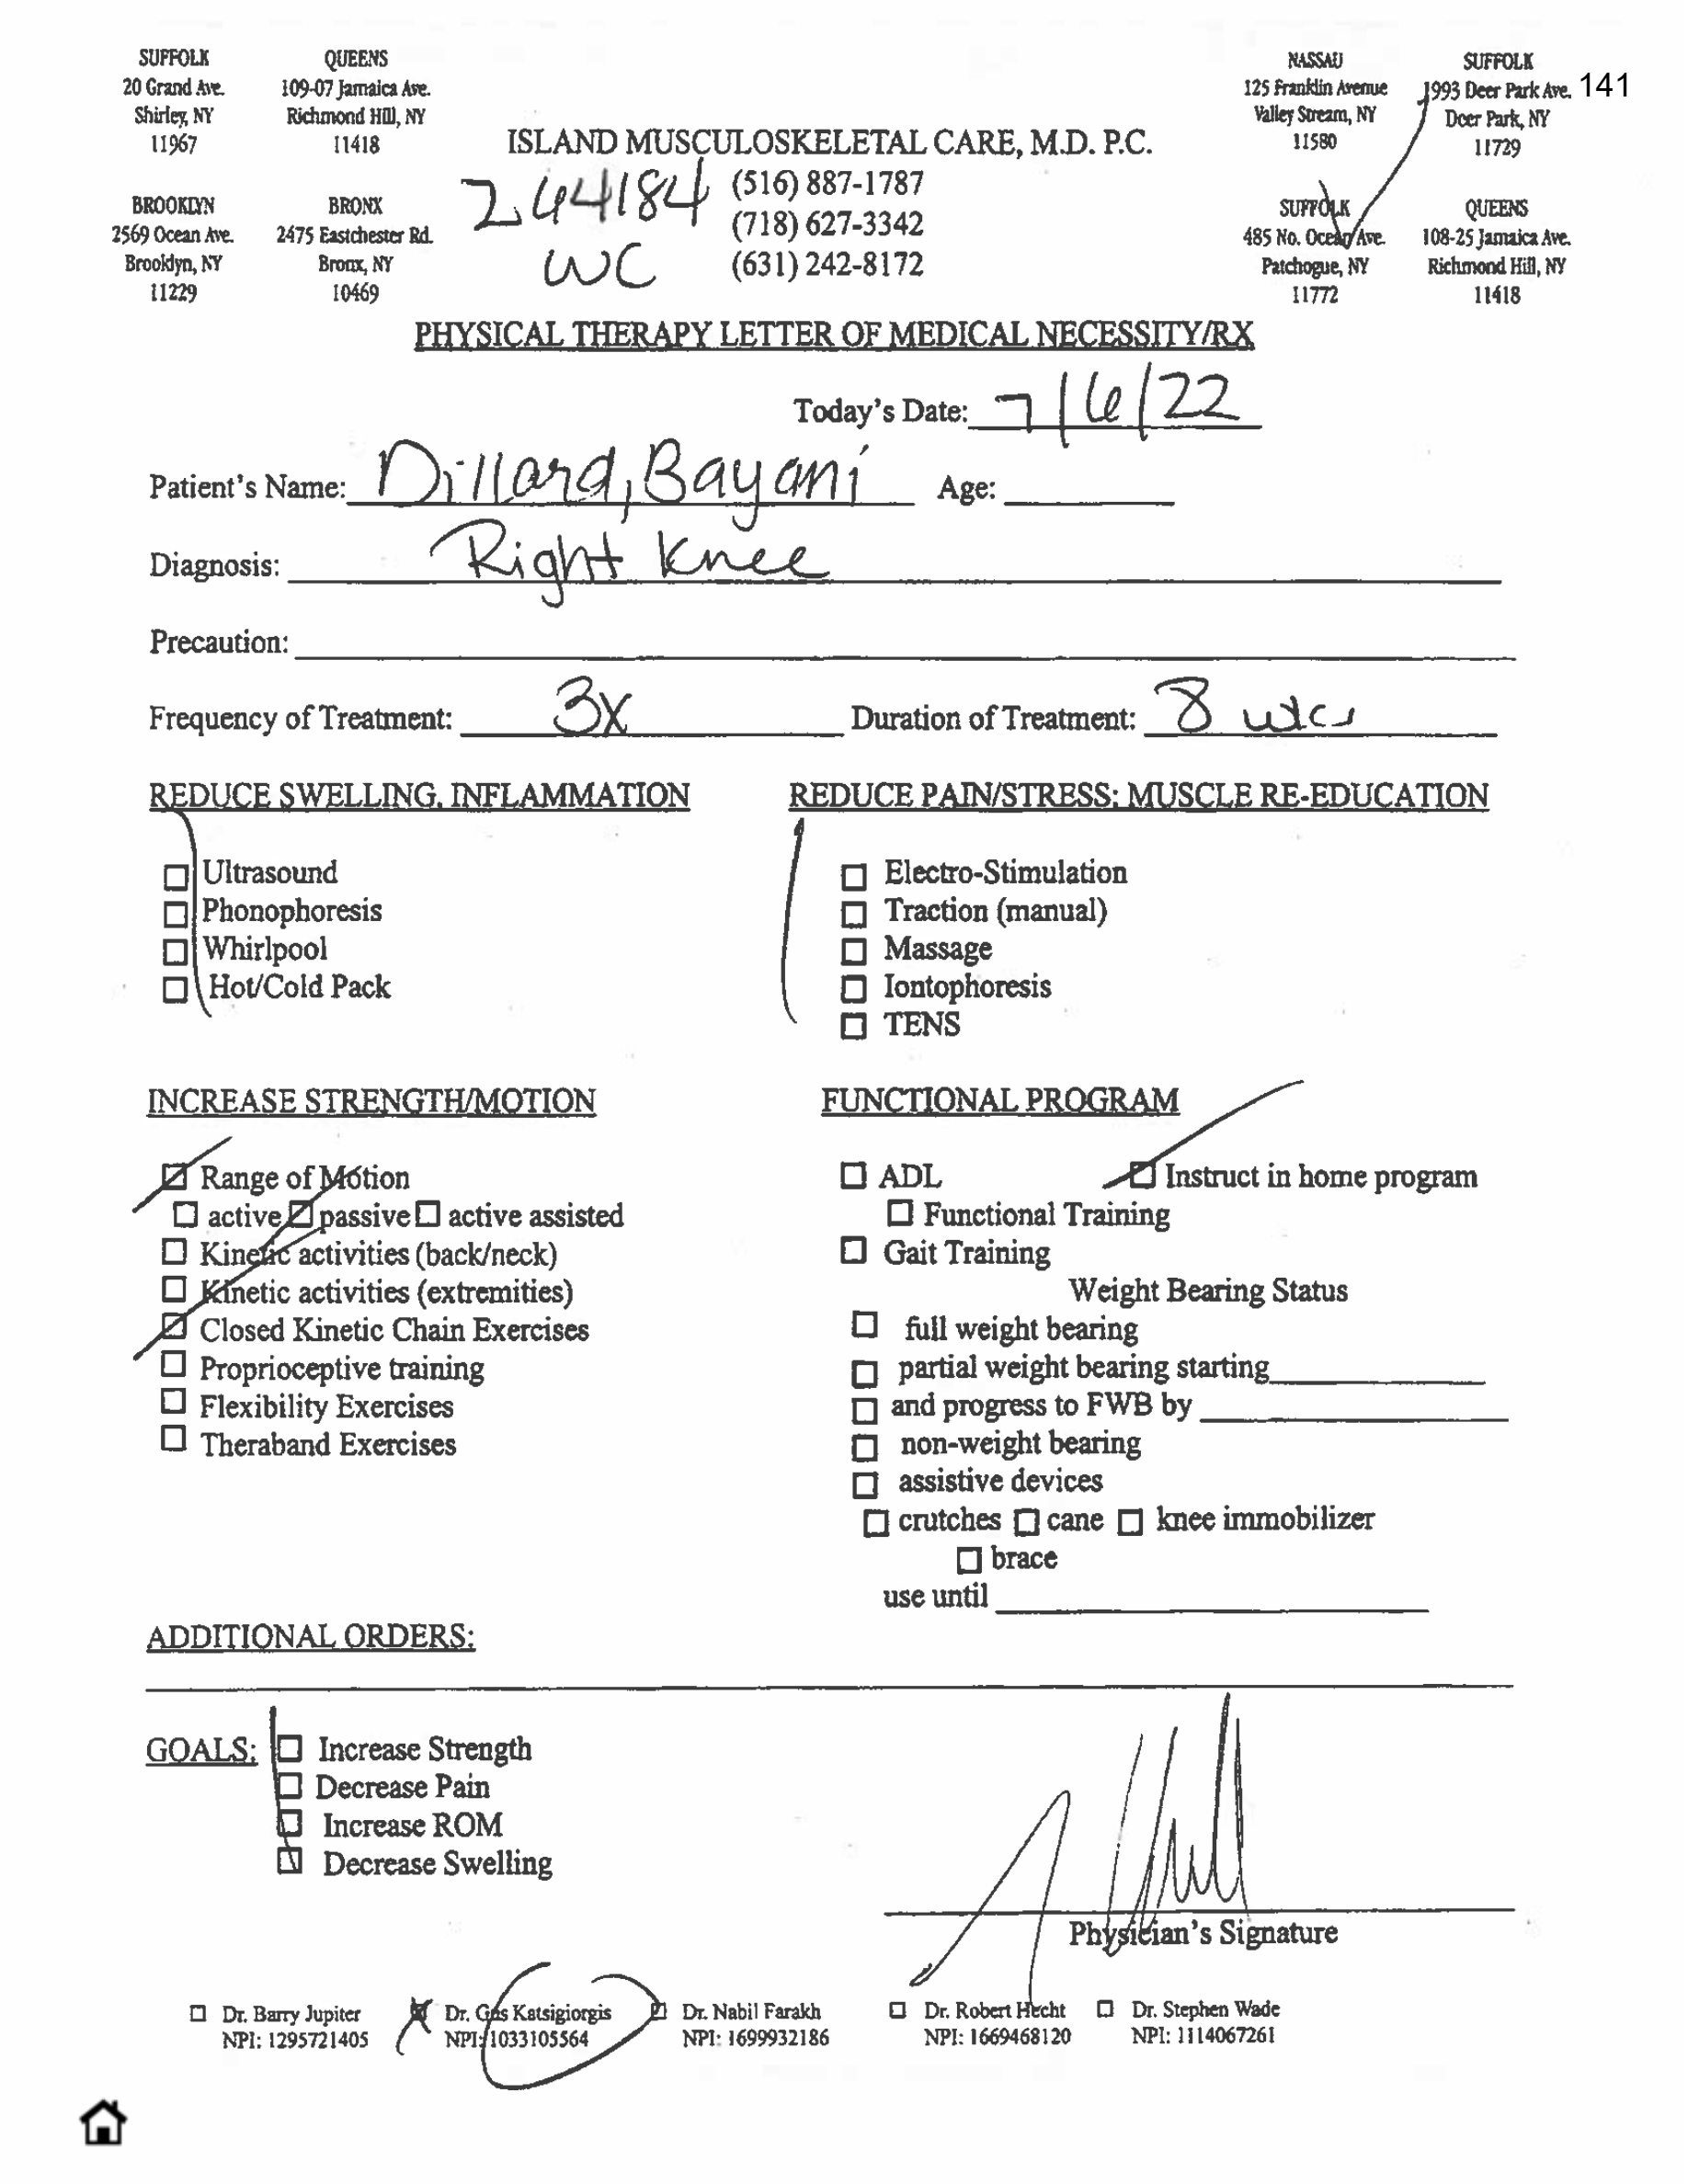 141
SUFFOLK
20 Grand Ave.
Shirley, NY
11967
QUEENS
109-07 Jamaica Ave.
Richmond Hill, NY
11418
NASSAU
125 Franklin Avenue
Valley Stream, NY
11580
SUFFOLK
1993 Deer Park Ave.
Deer Park, NY
11729
ISLAND MUSCULOSKELETAL CARE, M.D. P.C.
(516) 887-1787
(718) 627-3342
(631) 242-8172
244184
WC
BROOKLYN
2569 Ocean Ave.
Brooklyn, NY
11229
BRONX
2475 Eastchester Rd.
Bronx, NY
10469
SUFFOLK
485 No. Ocean Ave.
Patchogue, NY
11772
QUEENS
108-25 Jamaica Ave.
Richmond Hill, NY
11418
PHYSICAL THERAPY LETTER OF MEDICAL NECESSITY/RX
Today's Date: 7/6/22
Patient's Name: Dillard, Bayani Age:
Diagnosis: Right Knee
Precaution:
Frequency of Treatment: 3x Duration of Treatment: 8 wks
REDUCE SWELLING, INFLAMMATION
Ultrasound
Phonophoresis
Whirlpool
Hot/Cold Pack
REDUCE PAIN/STRESS; MUSCLE RE-EDUCATION
Electro-Stimulation
Traction (manual)
Massage
Iontophoresis
TENS
INCREASE STRENGTH/MOTION
Range of Motion
active passive active assisted
Kinetic activities (back/neck)
Kinetic activities (extremities)
Closed Kinetic Chain Exercises
Proprioceptive training
Flexibility Exercises
Theraband Exercises
FUNCTIONAL PROGRAM
ADL Instruct in home program
Functional Training
Gait Training
Weight Bearing Status
full weight bearing
partial weight bearing starting
and progress to FWB by
non-weight bearing
assistive devices
crutches cane knee immobilizer
brace
use until
ADDITIONAL ORDERS:
GOALS: Increase Strength
Decrease Pain
Increase ROM
Decrease Swelling
Physician's Signature
Dr. Barry Jupiter
NPI: 1295721405
Dr. Gus Katsigiorgis
NPI: 1033105564
Dr. Nabil Farakh
NPI: 1699932186
Dr. Robert Hecht
NPI: 1669468120
Dr. Stephen Wade
NPI: 1114067261